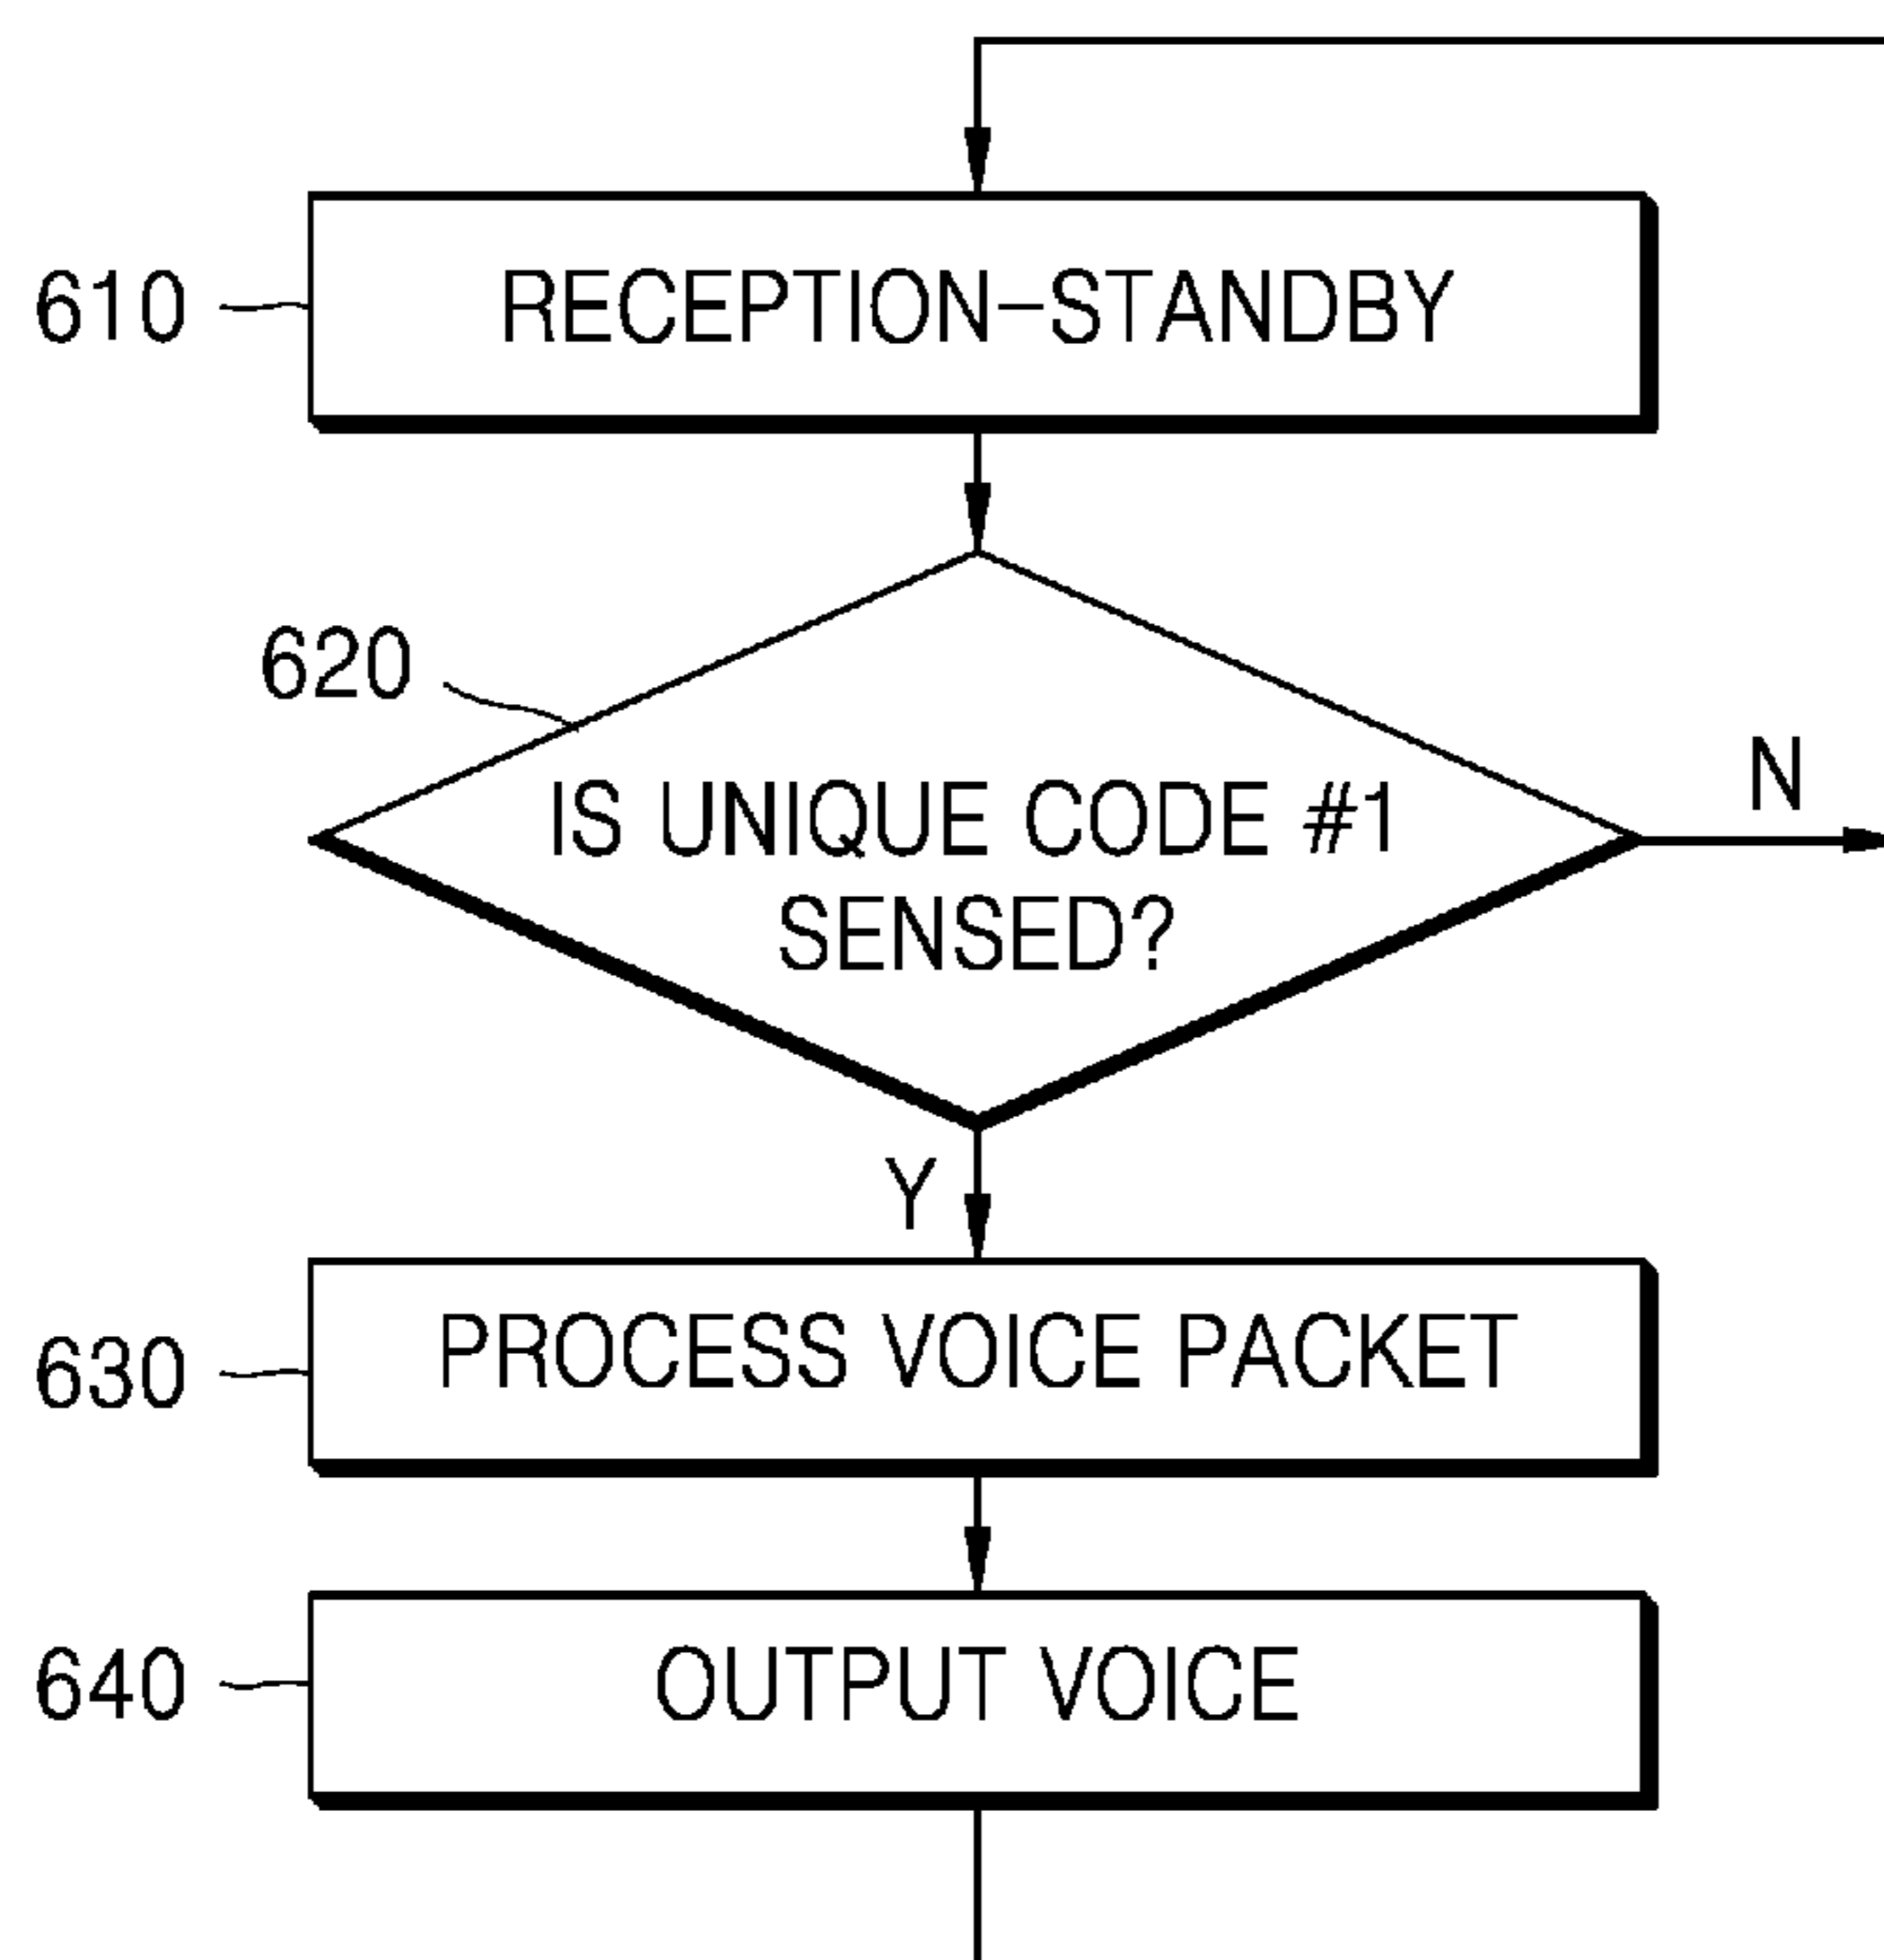 610
RECEPTION-STANDBY
620
IS UNIQUE CODE #1
SENSED?
N
Y
630
PROCESS VOICE PACKET
640
OUTPUT VOICE